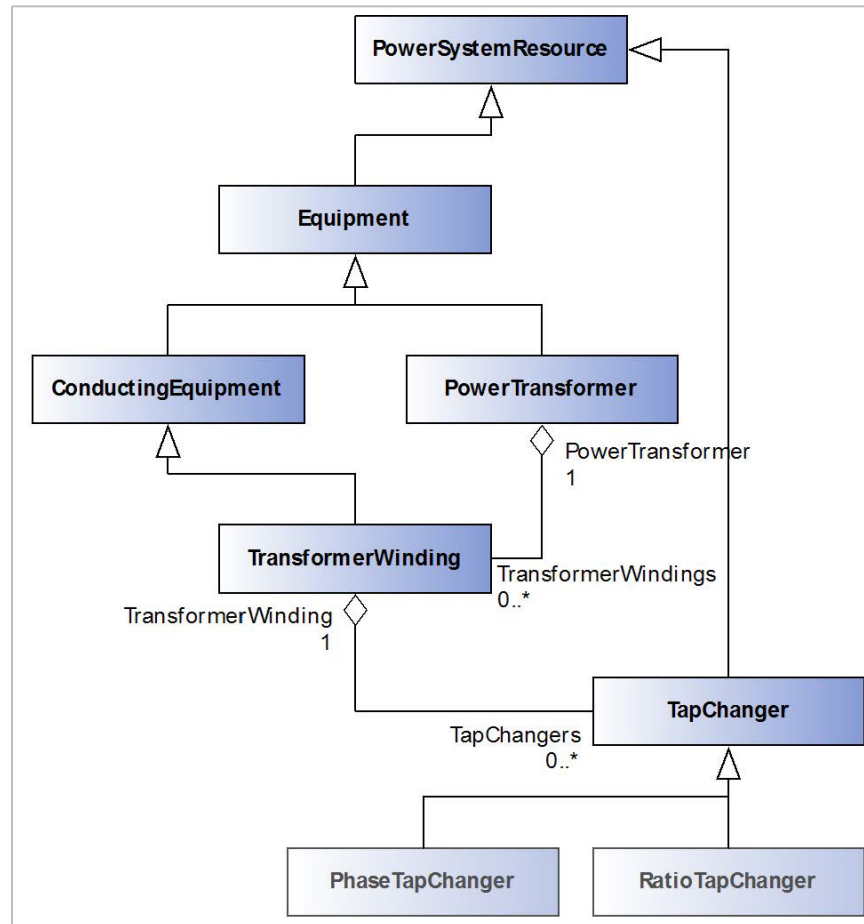 PowerSystemResource
Equipment
ConductingEquipment
PowerTransformer
PowerTransformer
1
TransformerWinding
TransformerWindings
0..*
TransformerWinding
1
TapChanger
TapChangers
0..*
PhaseTapChanger
RatioTapChanger